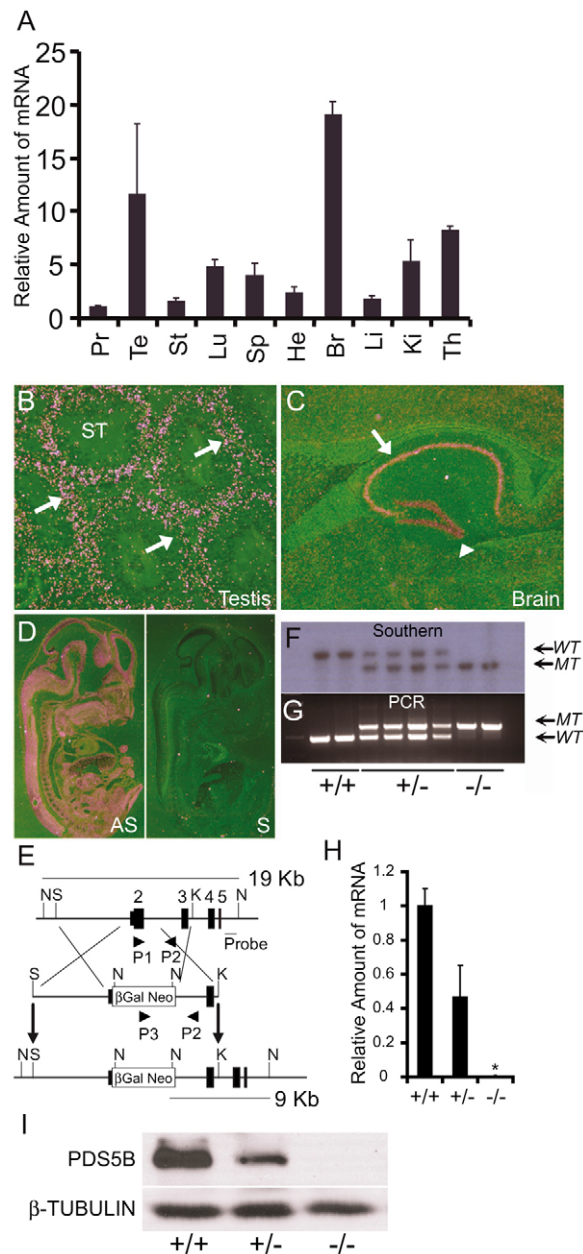 A
Relative Amount of mRNA
25
20
15
10
5
0
Pr Te St Lu Sp He Br Li Ki Th
B
ST
Testis
C
Brain
D
AS
S
F
Southern
WT
MT
G
PCR
MT
WT
+/+ +/- -/-
E
19 Kb
NS 2 3 K 4 5 N
P1 P2 Probe
S N N K
βGal Neo
P3 P2
NS N N K N
βGal Neo
9 Kb
H
Relative Amount of mRNA
1.2
1
0.8
0.6
0.4
0.2
0
*
+/+ +/- -/-
I
PDS5B
β-TUBULIN
+/+ +/- -/-